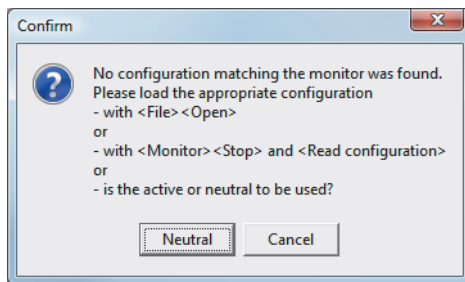 Confirm
No configuration matching the monitor was found.
Please load the appropriate configuration
- with <File><Open>
or
- with <Monitor><Stop> and <Read configuration>
or
- is the active or neutral to be used?
Neutral Cancel